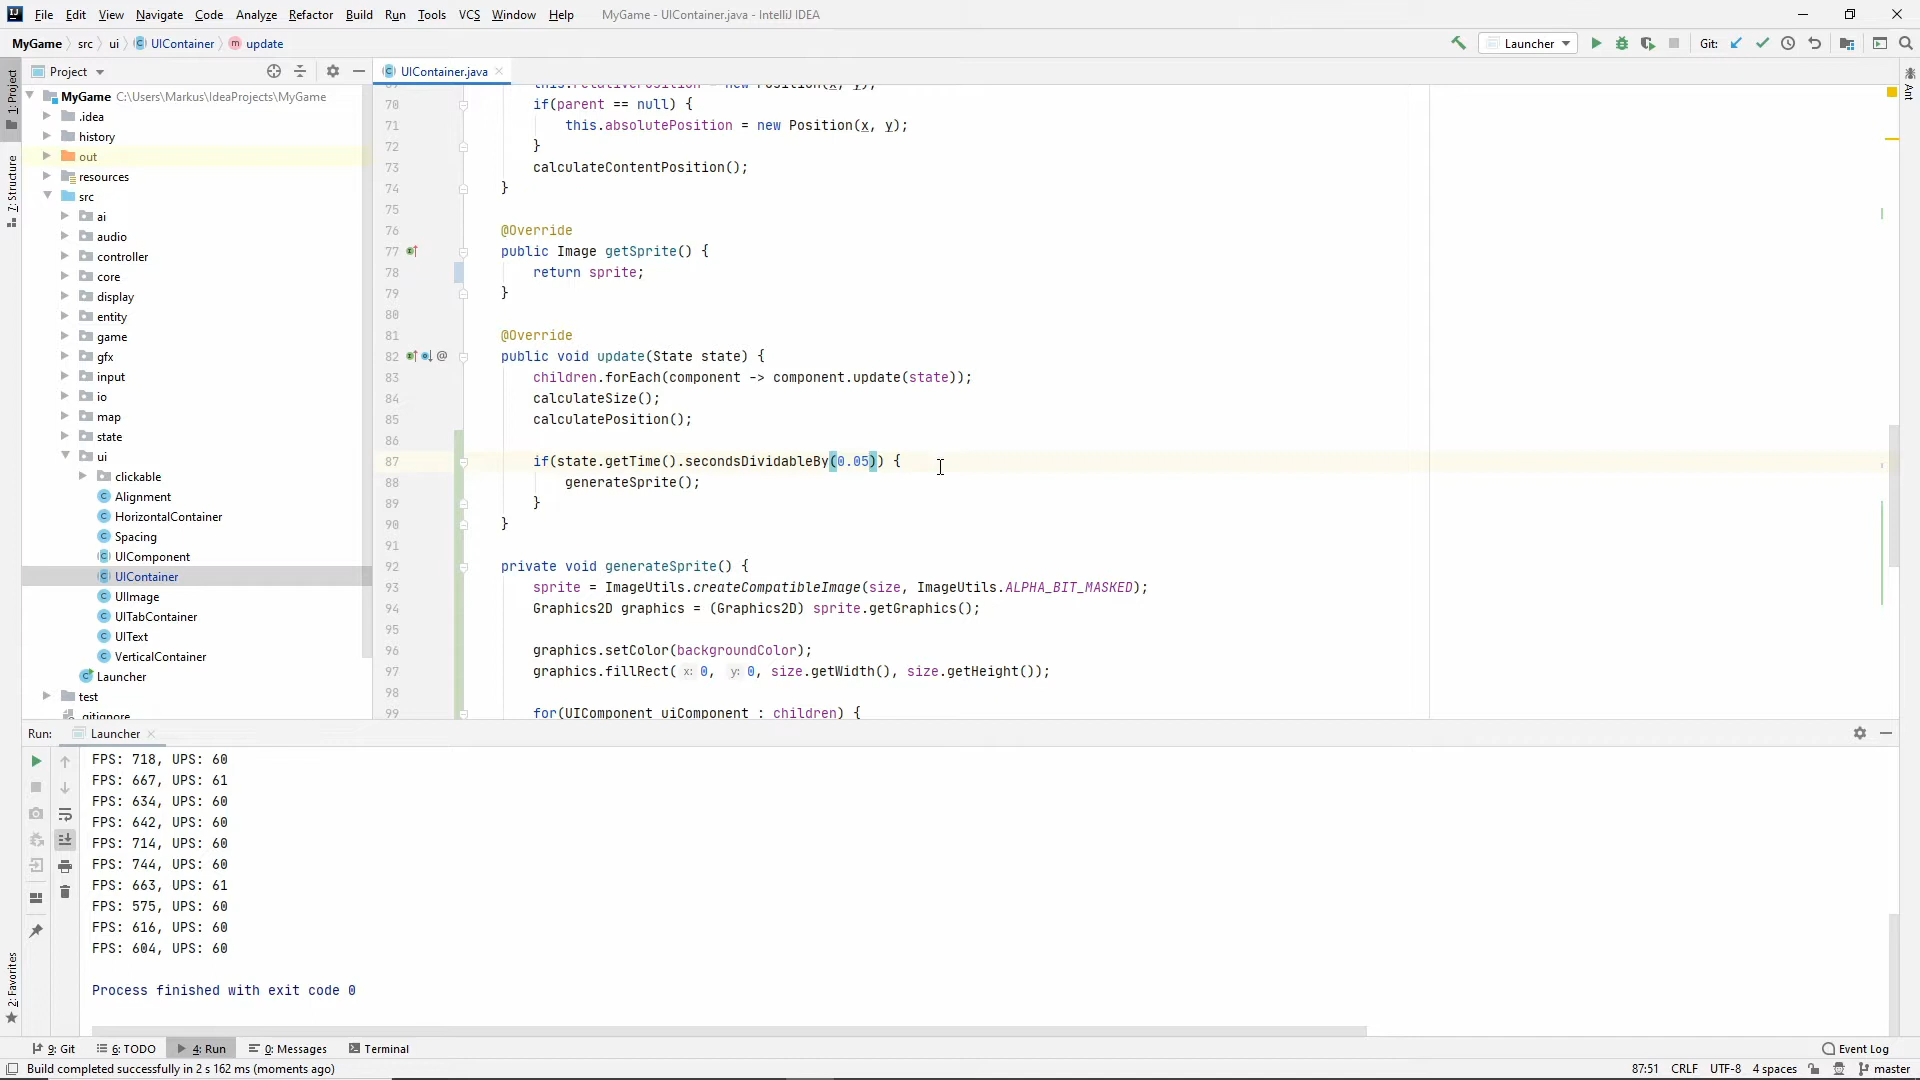 File Edit View Navigate Code Analyze Refactor Build Run Tools VCS Window Help MyGame - UIContainer.java - IntelliJ IDEA
MyGame src ui UIContainer update
Launcher Git:
Project
UIContainer.java
1: Project
7: Structure
2: Favorites
Ant
MyGame C:\Users\Markus\IdeaProjects\MyGame
.idea
history
out
resources
src
ai
audio
controller
core
display
entity
game
gfx
input
io
map
state
ui
clickable
Alignment
HorizontalContainer
Spacing
UIComponent
UIContainer
UIImage
UITabContainer
UIText
VerticalContainer
Launcher
test
.gitignore
this.relativePosition = new Position(x, y);
70 if(parent == null) {
71 this.absolutePosition = new Position(x, y);
72 }
73 calculateContentPosition();
74 }
75
76 @Override
77 public Image getSprite() {
78 return sprite;
79 }
80
81 @Override
82 @ public void update(State state) {
83 children.forEach(component -> component.update(state));
84 calculateSize();
85 calculatePosition();
86
87 if(state.getTime().secondsDividableBy(0.05)) {
88 generateSprite();
89 }
90 }
91
92 private void generateSprite() {
93 sprite = ImageUtils.createCompatibleImage(size, ImageUtils.ALPHA_BIT_MASKED);
94 Graphics2D graphics = (Graphics2D) sprite.getGraphics();
95
96 graphics.setColor(backgroundColor);
97 graphics.fillRect( x: 0, y: 0, size.getWidth(), size.getHeight());
98
99 for(UIComponent uiComponent : children) {
Run: Launcher
FPS: 718, UPS: 60
FPS: 667, UPS: 61
FPS: 634, UPS: 60
FPS: 642, UPS: 60
FPS: 714, UPS: 60
FPS: 744, UPS: 60
FPS: 663, UPS: 61
FPS: 575, UPS: 60
FPS: 616, UPS: 60
FPS: 604, UPS: 60
Process finished with exit code 0
9: Git 6: TODO 4: Run 0: Messages Terminal Event Log
Build completed successfully in 2 s 162 ms (moments ago) 87:51 CRLF UTF-8 4 spaces master